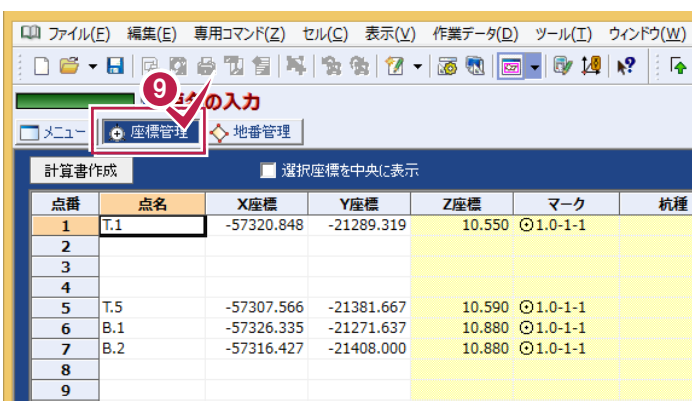 ファイル(F) 編集(E) 専用コマンド(Z) セル(C) 表示(V) 作業データ(D) ツール(T) ウィンドウ(W)
9
の入力
メニュー 座標管理 地番管理
計算書作成 選択座標を中央に表示
点番 点名 X座標 Y座標 Z座標 マーク 杭種
1 T.1 -57320.848 -21289.319 10.550 ⊙1.0-1-1
2
3
4
5 T.5 -57307.566 -21381.667 10.590 ⊙1.0-1-1
6 B.1 -57326.335 -21271.637 10.880 ⊙1.0-1-1
7 B.2 -57316.427 -21408.000 10.880 ⊙1.0-1-1
8
9